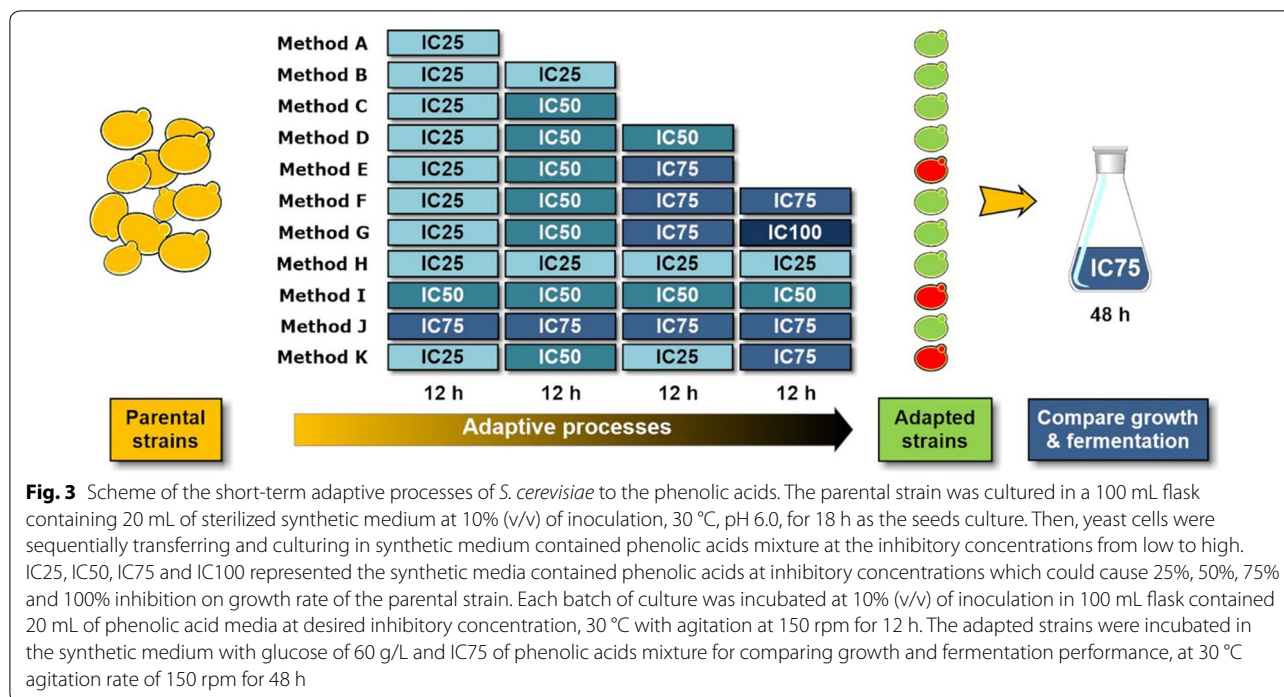 Method A IC25
Method B IC25 IC25
Method C IC25 IC50
Method D IC25 IC50 IC50
Method E IC25 IC50 IC75
Method F IC25 IC50 IC75 IC75
Method G IC25 IC50 IC75 IC100
Method H IC25 IC25 IC25 IC25
Method I IC50 IC50 IC50 IC50
Method J IC75 IC75 IC75 IC75
Method K IC25 IC50 IC25 IC75
12 h 12 h 12 h 12 h
IC75
48 h
Parental
strains
Adaptive processes
Adapted
strains
Compare growth
& fermentation
Fig. 3 Scheme of the short-term adaptive processes of S. cerevisiae to the phenolic acids. The parental strain was cultured in a 100 mL flask
containing 20 mL of sterilized synthetic medium at 10% (v/v) of inoculation, 30 °C, pH 6.0, for 18 h as the seeds culture. Then, yeast cells were
sequentially transferring and culturing in synthetic medium contained phenolic acids mixture at the inhibitory concentrations from low to high.
IC25, IC50, IC75 and IC100 represented the synthetic media contained phenolic acids at inhibitory concentrations which could cause 25%, 50%, 75%
and 100% inhibition on growth rate of the parental strain. Each batch of culture was incubated at 10% (v/v) of inoculation in 100 mL flask contained
20 mL of phenolic acid media at desired inhibitory concentration, 30 °C with agitation at 150 rpm for 12 h. The adapted strains were incubated in
the synthetic medium with glucose of 60 g/L and IC75 of phenolic acids mixture for comparing growth and fermentation performance, at 30 °C
agitation rate of 150 rpm for 48 h